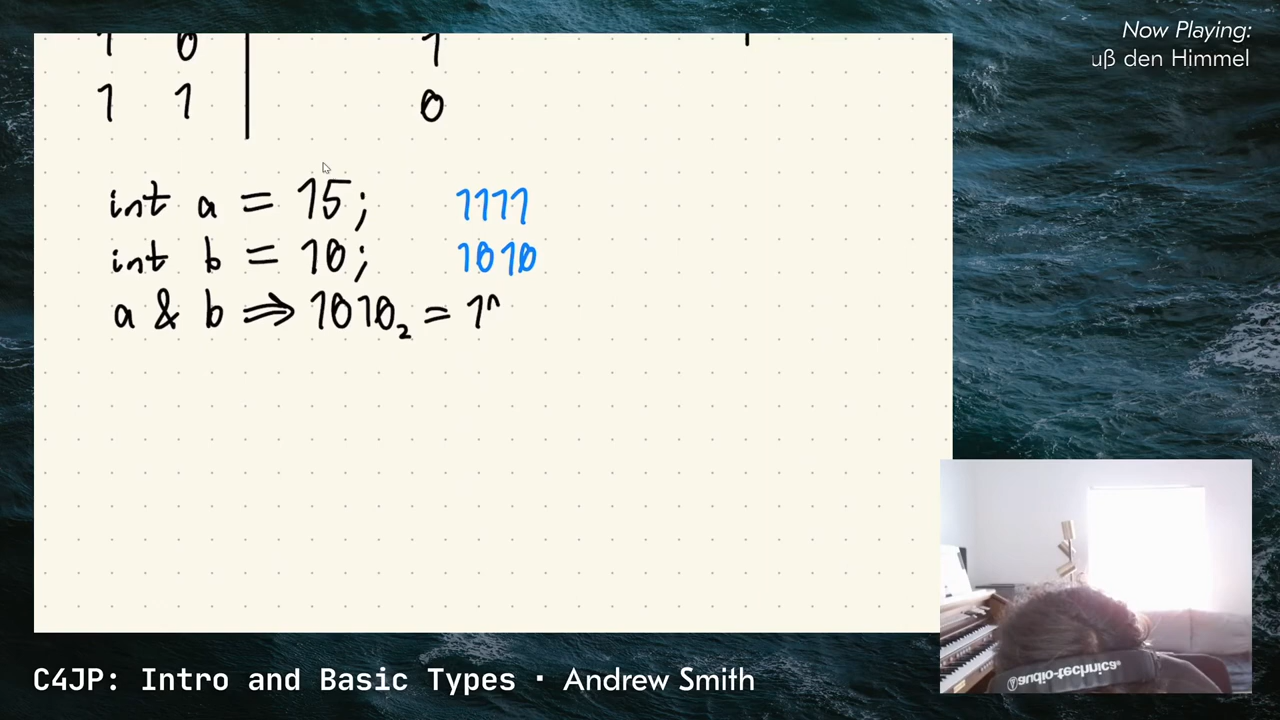 Now Playing:
uß den Himmel
1 0 1
1 1 0
int a = 15; 1111
int b = 10; 1010
a & b ⇒ 1010₂ = 1
audio-technica®
C4JP: Intro and Basic Types · Andrew Smith